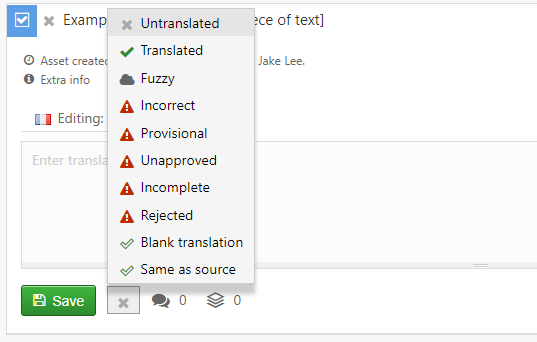 Examp
ece of text]
Untranslated
Translated
Asset created
Jake Lee.
Fuzzy
Extra info
Incorrect
Editing:
Provisional
Enter transla
Unapproved
Incomplete
Rejected
Blank translation
Same as source
Save
0
0